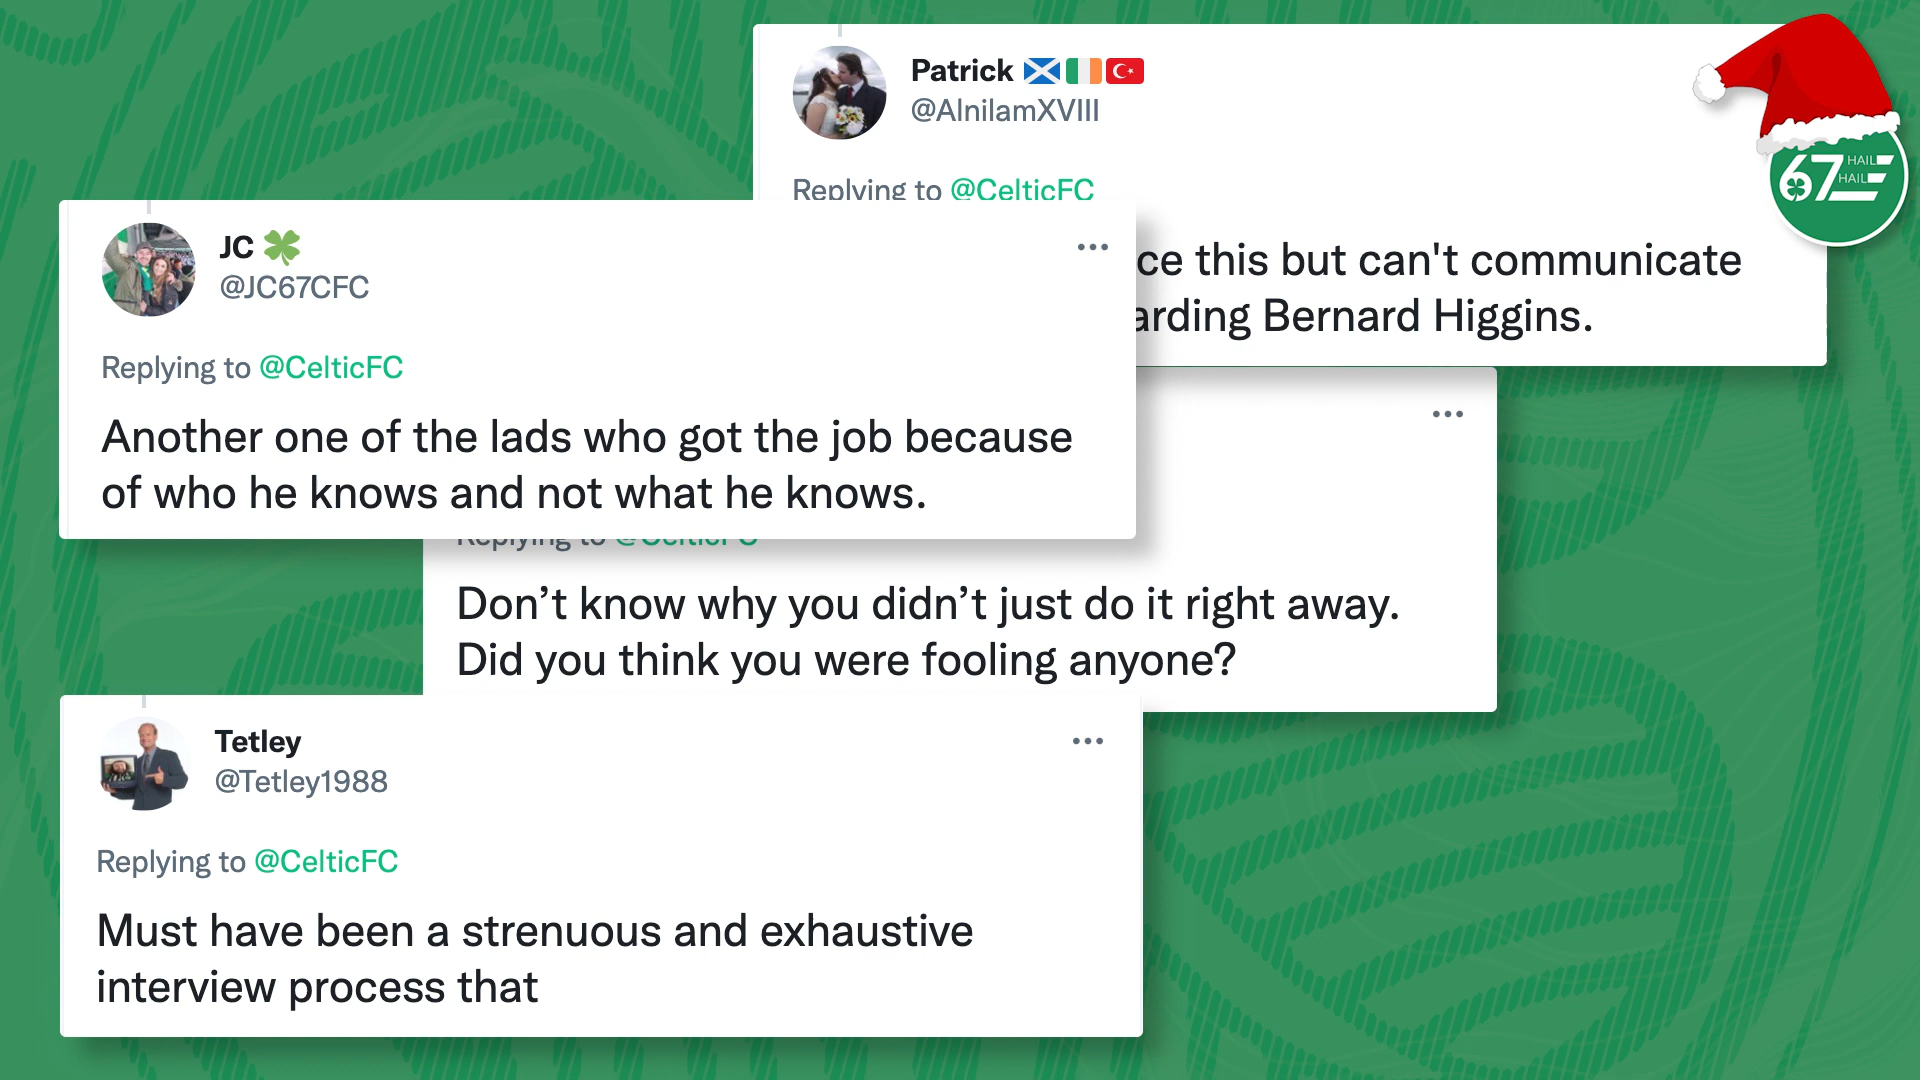 Patrick
@AlnilamXVIII
Replying to @CelticFC
ce this but can't communicate
arding Bernard Higgins.
67 HAIL
HAIL
JC
@JC67CFC
Replying to @CelticFC
Another one of the lads who got the job because
of who he knows and not what he knows.
Replying to @CelticFC
Don’t know why you didn’t just do it right away.
Did you think you were fooling anyone?
Tetley
@Tetley1988
Replying to @CelticFC
Must have been a strenuous and exhaustive
interview process that